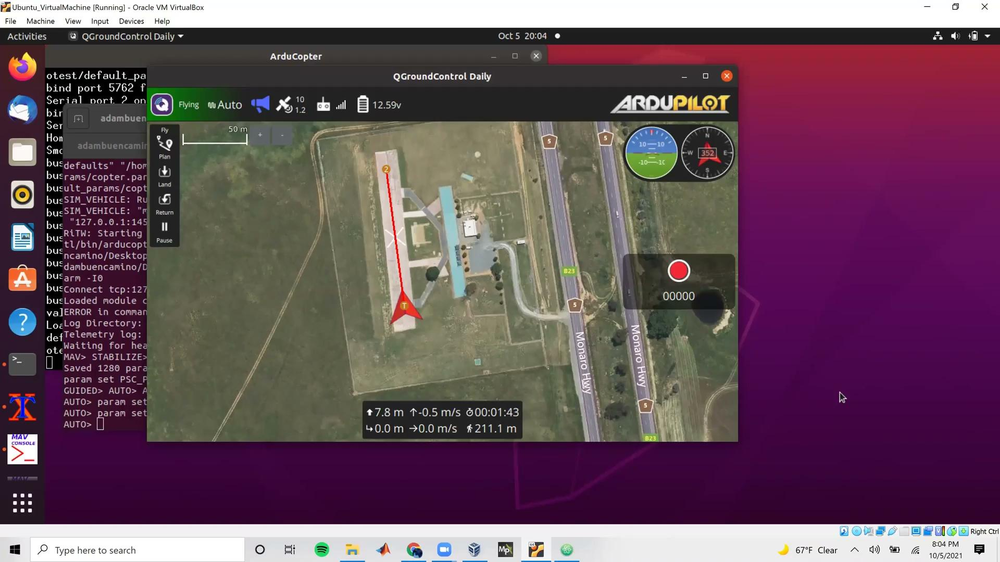 Ubuntu_VirtualMachine [Running] - Oracle VM VirtualBox
File Machine View Input Devices Help
Activities QGroundControl Daily Oct 5 20:04
ArduCopter
QGroundControl Daily
otest/default_pa
bind port 5762 f
Serial port 2 on
bin
Ser
Hom
Smo
bus
bus
bus
bus
bus
bus
bus
bus
bus
bus
bus
bus
val
Loa
def
ote
adambuen
adambuencamin
defaults" "/hom
rams/copter.par
ult_params/copt
SIM_VEHICLE: Ru
SIM_VEHICLE: "m
"127.0.0.1:145
RiTW: Starting
tl/bin/arducopt
ncamino/Desktop
dambuencamino/D
arm -I0
Connect tcp:127
Loaded module c
ERROR in comman
Log Directory:
Telemetry log:
Waiting for hea
MAV> STABILIZE>
Saved 1280 para
param set PSC_P
GUIDED> AUTO> A
AUTO> param set
AUTO> param set
AUTO>
Flying Auto 10 1.2 12.59v ARDUPILOT
Fly
Plan
Land
Return
Pause
50 m + -
2
T
5
5
B23
5
5
B23
Monaro Hwy
Monaro Hwy
10 10
-10 -10
N
W 352 E
S
00000
7.8 m -0.5 m/s 00:01:43
0.0 m 0.0 m/s 211.1 m
MAV
CONSOLE
Right Ctrl
Type here to search
Mp
64
67°F Clear
8:04 PM
10/5/2021